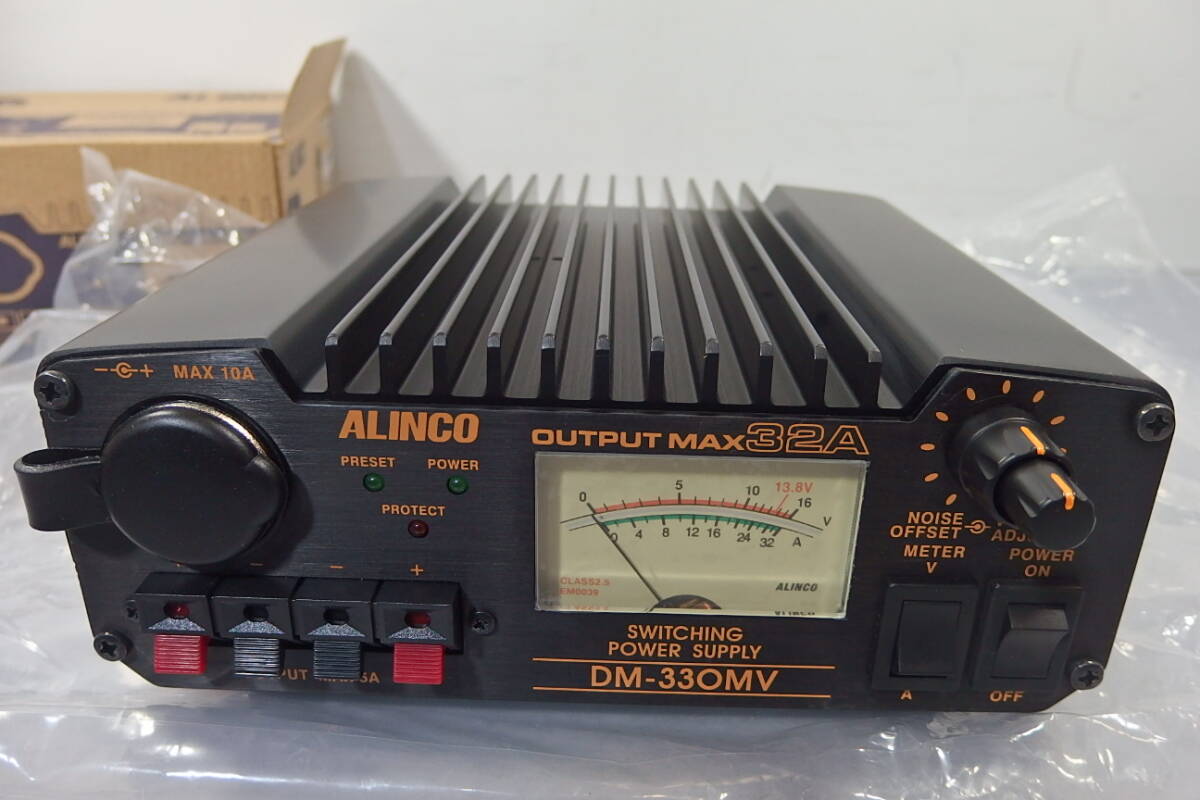 − + MAX 10A
ALINCO
PRESET POWER
PROTECT
− − +
OUTPUT MAX 32A
0 5 10 13.8V 16 V
0 4 8 12 16 24 32 A
CLASS2.5
EM0039
ALINCO
SWITCHING
POWER SUPPLY
DM-330MV
NOISE
OFFSET
METER
V
A
POWER
ON
OFF